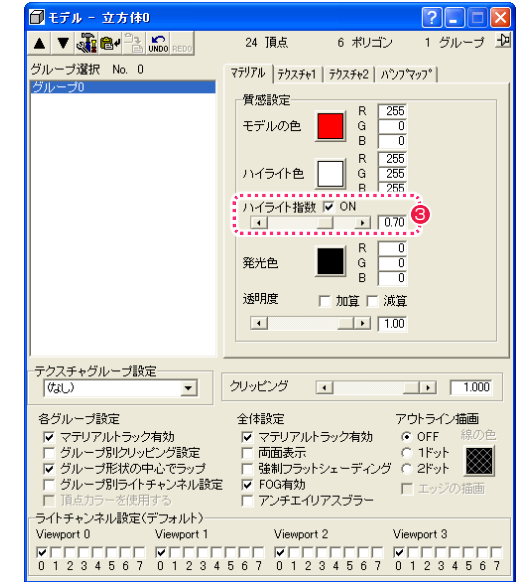 モデル - 立方体0
UNDO REDO
24 頂点 6 ポリゴン 1 グループ
グループ選択 No. 0
グループ0
マテリアル テクスチャ1 テクスチャ2 バンプマップ
質感設定
モデルの色 R 255
G 0
B 0
ハイライト色 R 255
G 255
B 255
ハイライト指数 ON
0.70
3
発光色 R 0
G 0
B 0
透明度 加算 減算
1.00
テクスチャグループ設定
(なし)
クリッピング 1.000
各グループ設定
マテリアルトラック有効
グループ別クリッピング設定
グループ形状の中心でラップ
グループ別ライトチャンネル設定
頂点カラーを使用する
全体設定
マテリアルトラック有効
両面表示
強制フラットシェーディング
FOG有効
アンチエイリアスブラー
アウトライン描画
OFF 線の色
1ドット
2ドット
エッジの描画
ライトチャンネル設定(デフォルト)
Viewport 0 Viewport 1 Viewport 2 Viewport 3
0 1 2 3 4 5 6 7 0 1 2 3 4 5 6 7 0 1 2 3 4 5 6 7 0 1 2 3 4 5 6 7